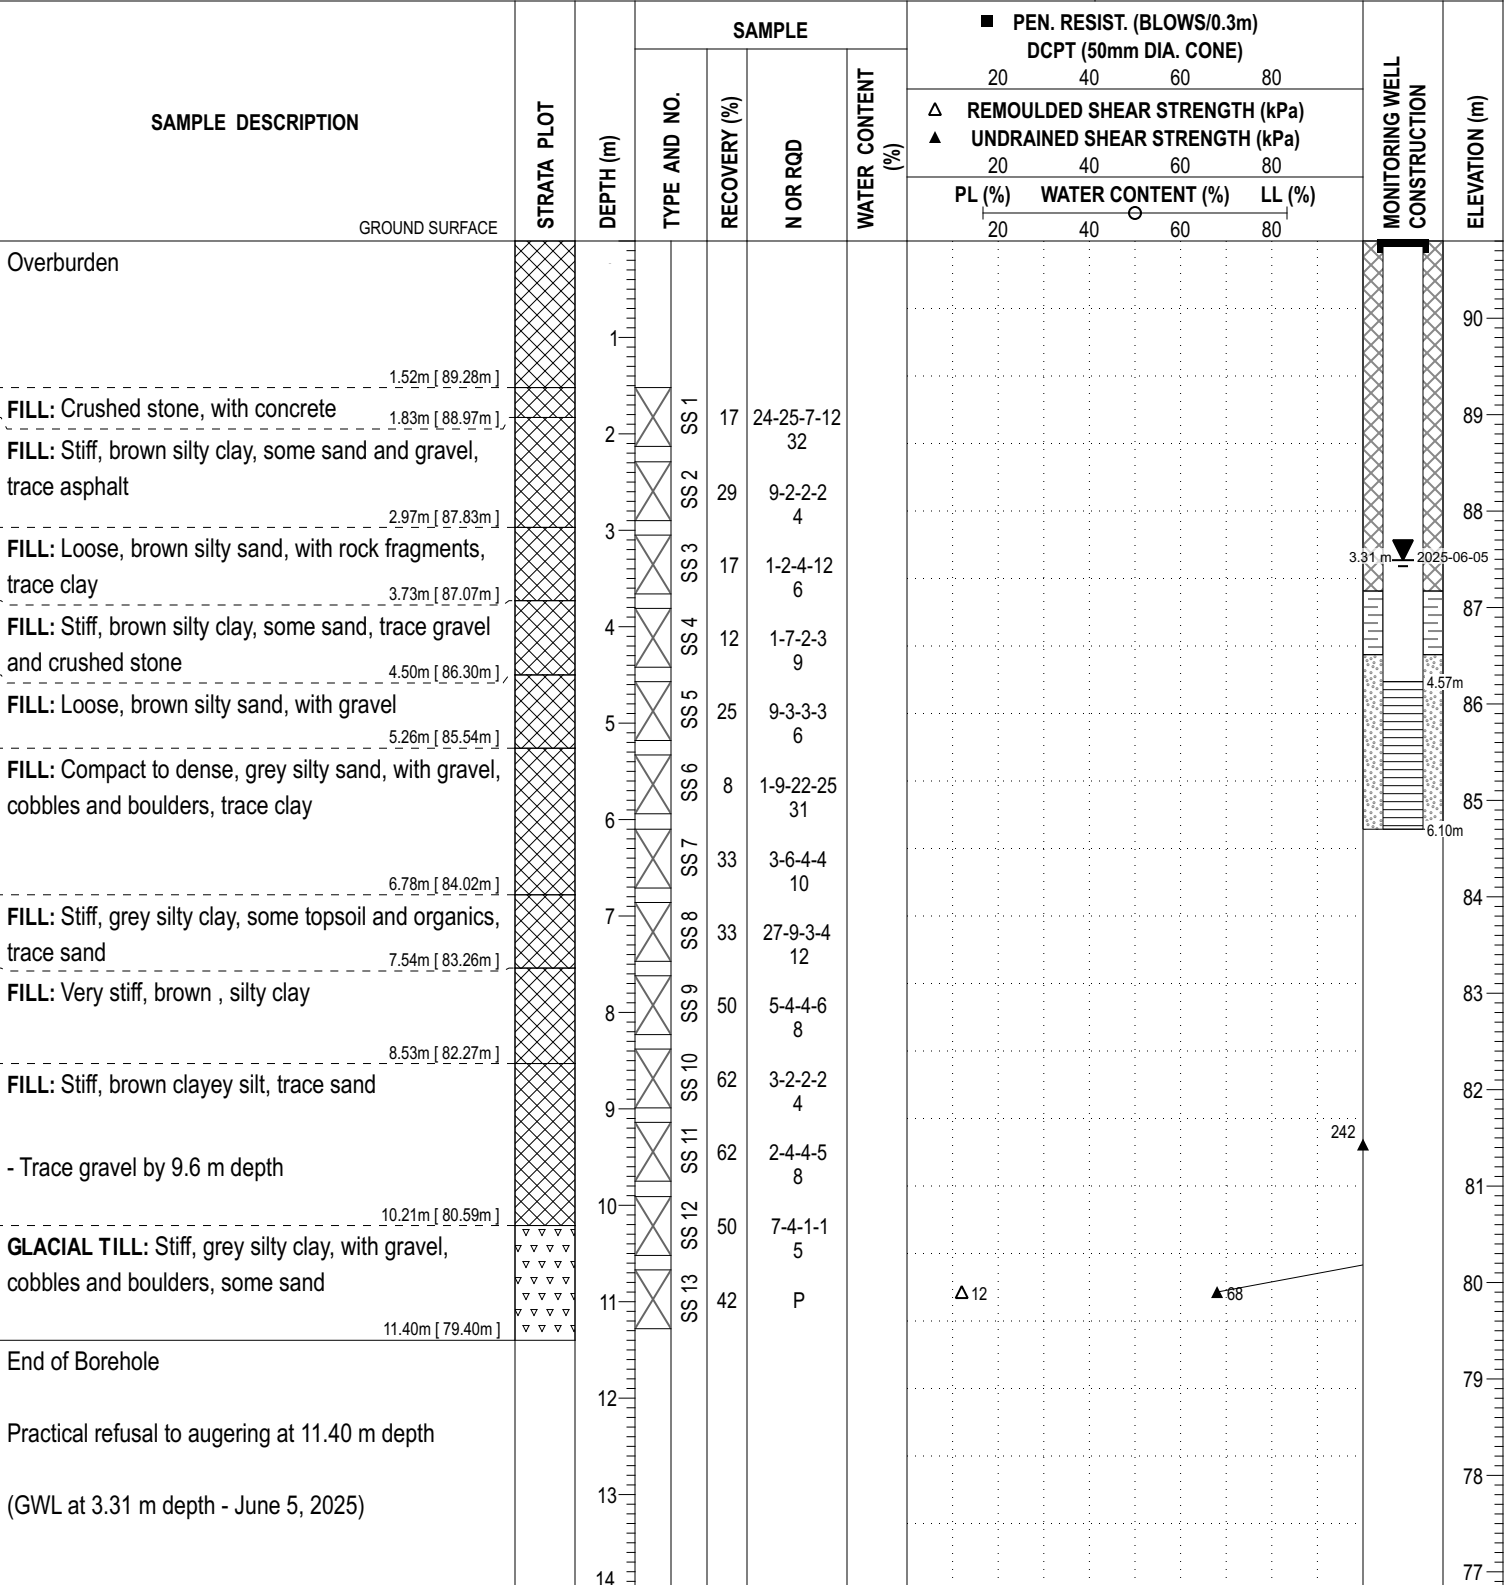 SAMPLE DESCRIPTION
GROUND SURFACE
STRATA PLOT
DEPTH (m)
SAMPLE
TYPE AND NO.
RECOVERY (%)
N OR RQD
WATER CONTENT
(%)
■ PEN. RESIST. (BLOWS/0.3m)
DCPT (50mm DIA. CONE)
20 40 60 80
△ REMOULDED SHEAR STRENGTH (kPa)
▲ UNDRAINED SHEAR STRENGTH (kPa)
20 40 60 80
PL (%) WATER CONTENT (%) LL (%)
20 40 60 80
MONITORING WELL
CONSTRUCTION
ELEVATION (m)
Overburden
1.52m [ 89.28m ]
FILL: Crushed stone, with concrete
1.83m [ 88.97m ]
FILL: Stiff, brown silty clay, some sand and gravel,
trace asphalt
2.97m [ 87.83m ]
FILL: Loose, brown silty sand, with rock fragments,
trace clay
3.73m [ 87.07m ]
FILL: Stiff, brown silty clay, some sand, trace gravel
and crushed stone
4.50m [ 86.30m ]
FILL: Loose, brown silty sand, with gravel
5.26m [ 85.54m ]
FILL: Compact to dense, grey silty sand, with gravel,
cobbles and boulders, trace clay
6.78m [ 84.02m ]
FILL: Stiff, grey silty clay, some topsoil and organics,
trace sand
7.54m [ 83.26m ]
FILL: Very stiff, brown , silty clay
8.53m [ 82.27m ]
FILL: Stiff, brown clayey silt, trace sand
- Trace gravel by 9.6 m depth
10.21m [ 80.59m ]
GLACIAL TILL: Stiff, grey silty clay, with gravel,
cobbles and boulders, some sand
11.40m [ 79.40m ]
End of Borehole
Practical refusal to augering at 11.40 m depth
(GWL at 3.31 m depth - June 5, 2025)
1
2
3
4
5
6
7
8
9
10
11
12
13
14
SS 1 17 24-25-7-12
32
SS 2 29 9-2-2-2
4
SS 3 17 1-2-4-12
6
SS 4 12 1-7-2-3
9
SS 5 25 9-3-3-3
6
SS 6 8 1-9-22-25
31
SS 7 33 3-6-4-4
10
SS 8 33 27-9-3-4
12
SS 9 50 5-4-4-6
8
SS 10 62 3-2-2-2
4
SS 11 62 2-4-4-5
8
SS 12 50 7-4-1-1
5
SS 13 42 P
242
12
68
3.31 m 2025-06-05
4.57m
6.10m
90
89
88
87
86
85
84
83
82
81
80
79
78
77